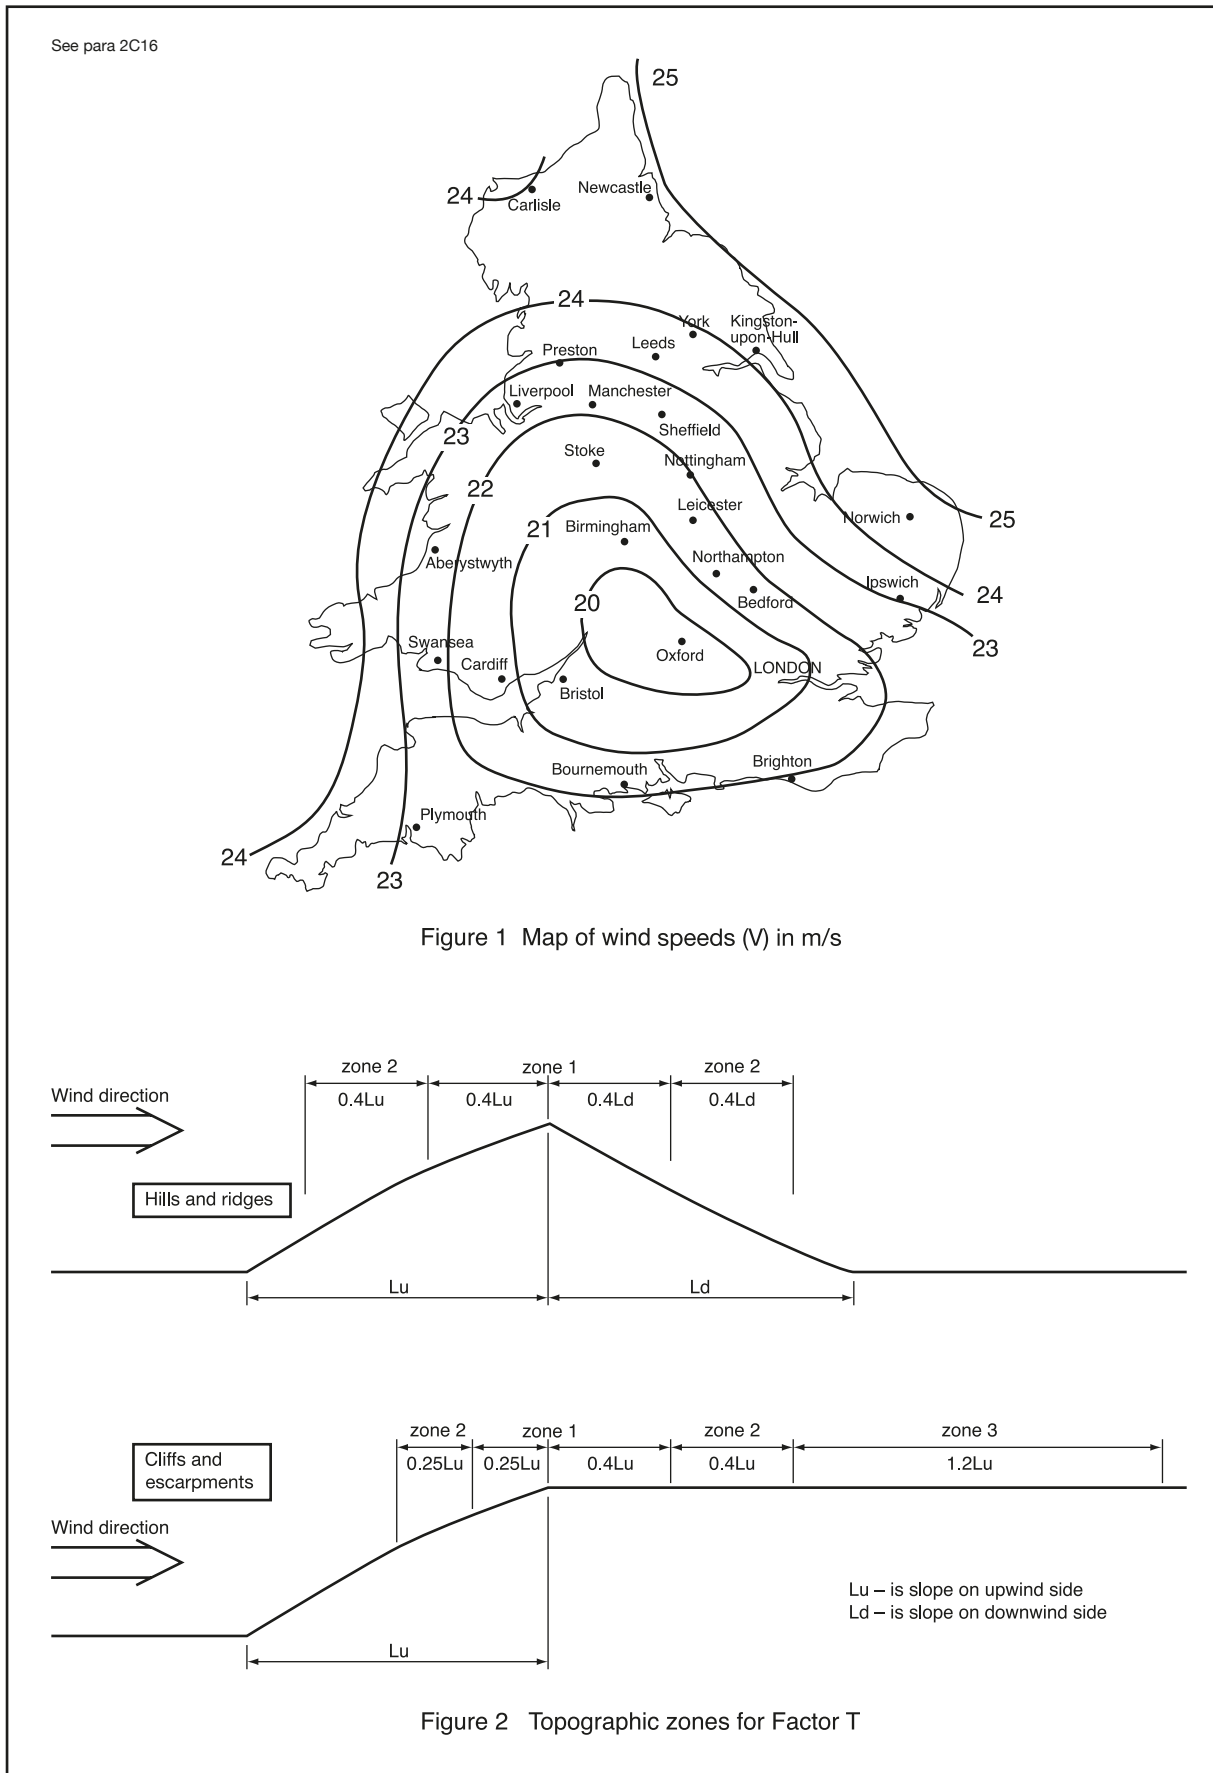 See para 2C16
25
24
Carlisle
Newcastle
24
York
Kingston-
upon-Hull
Leeds
Preston
Liverpool
Manchester
23
Sheffield
Stoke
Nottingham
22
Leicester
Norwich
25
21
Birmingham
Aberystwyth
Northampton
Ipswich
Bedford
24
20
23
Swansea
Oxford
Cardiff
LONDON
Bristol
Bournemouth
Brighton
Plymouth
24
23
Figure 1 Map of wind speeds (V) in m/s
zone 2
zone 1
zone 2
Wind direction
0.4Lu
0.4Lu
0.4Ld
0.4Ld
Hills and ridges
Lu
Ld
zone 2
zone 1
zone 2
zone 3
Cliffs and
escarpments
0.25Lu
0.25Lu
0.4Lu
0.4Lu
1.2Lu
Wind direction
Lu – is slope on upwind side
Ld – is slope on downwind side
Lu
Figure 2 Topographic zones for Factor T